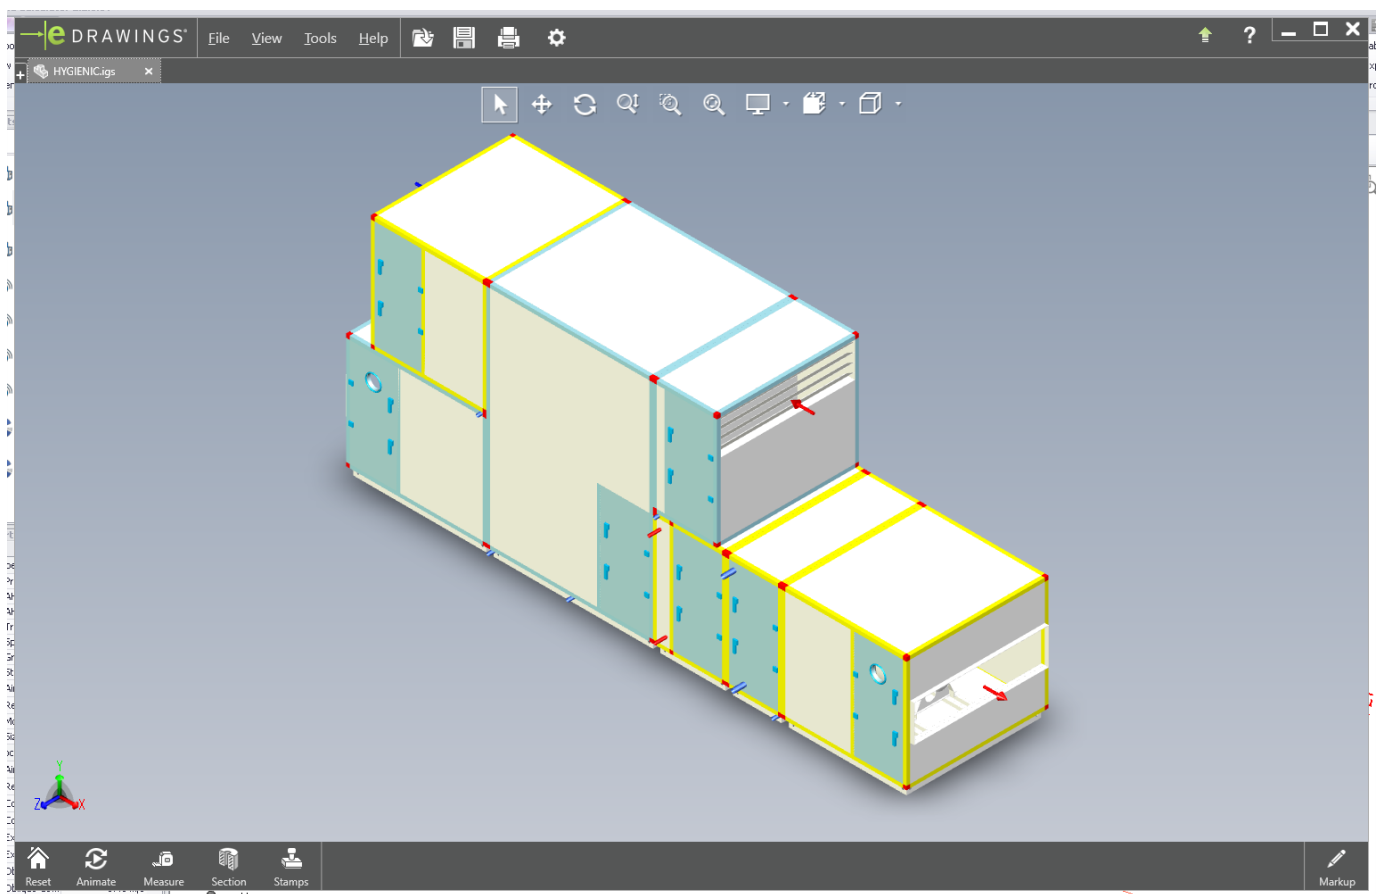 eDRAWINGS® File View Tools Help ?
HYGIENIC.igs
Y
Z X
Reset Animate Measure Section Stamps Markup